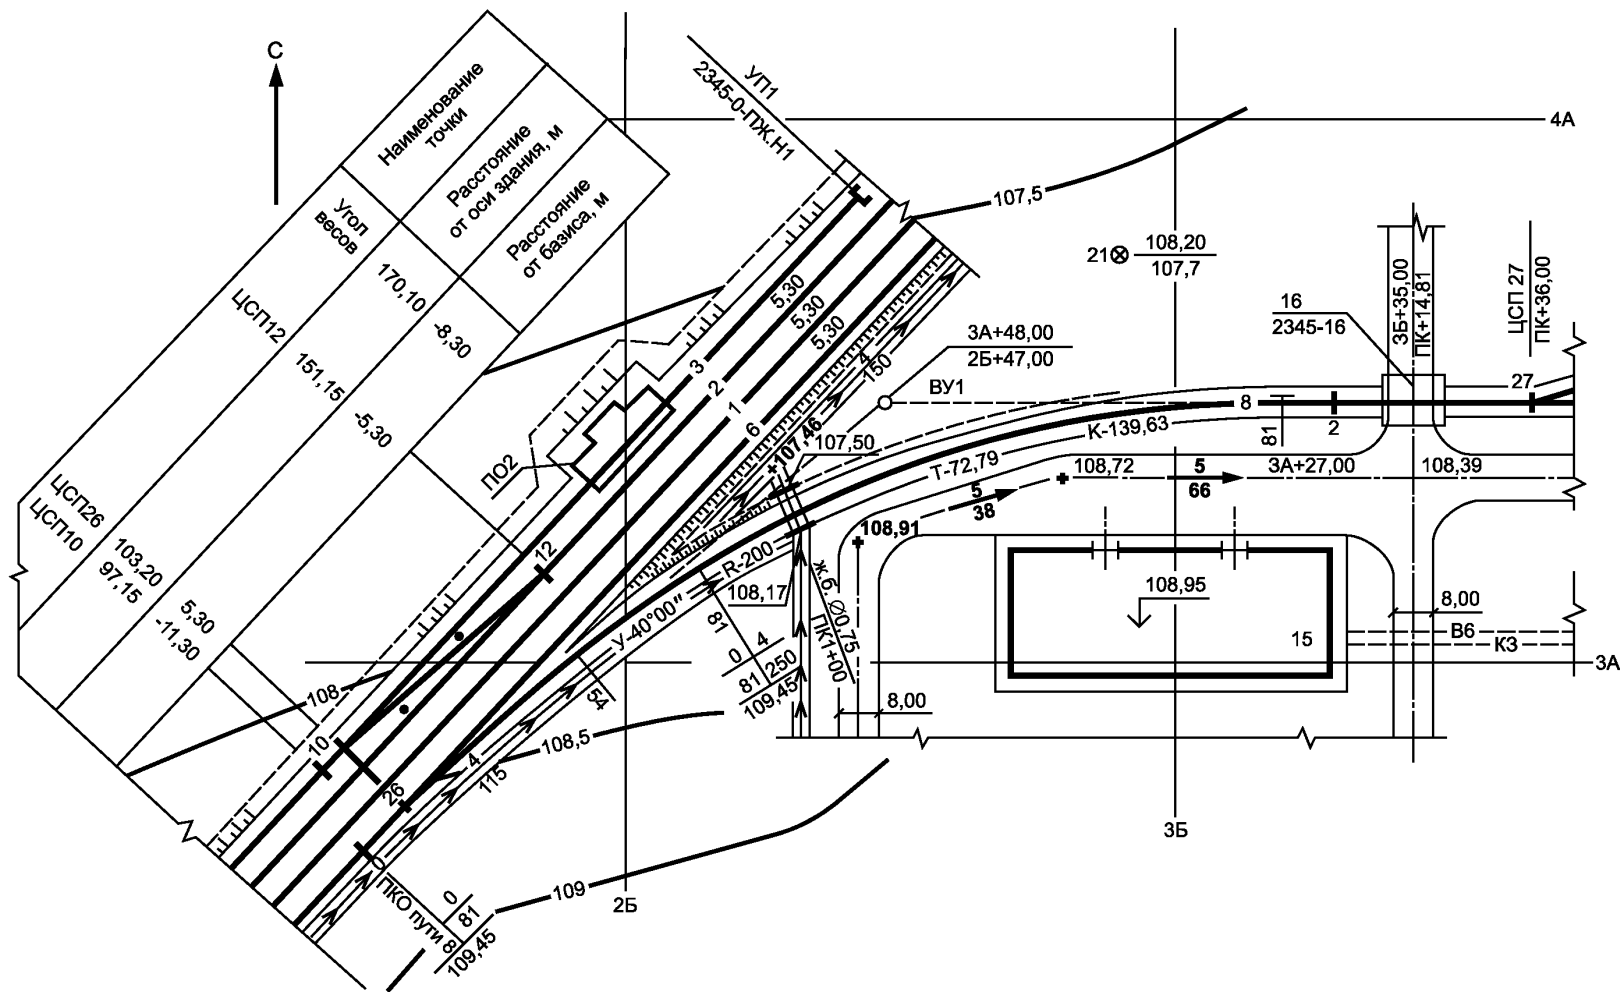 С
Наименование
точки
Расстояние
от оси здания, м
Расстояние
от базиса, м
Угол
весов
170,10
-8,30
ЦСП12
151,15
-5,30
ЦСП26
103,20
5,30
ЦСП10
97,15
-11,30
УП1
2345-0-ПЖ.Н1
4А
107,5
21
108,20
107,7
5,30
5,30
5,30
3
2
1
6
4
150
3А+48,00
2Б+47,00
ВУ1
16
2345-16
3Б+35,00
ПК+14,81
ЦСП 27
ПК+36,00
27
8
81
2
К-139,63
Т-72,79
107,46
107,50
ПО2
12
108,72
5
66
3А+27,00
108,39
5
38
108,91
R-200
У-40°00"
108,17
ж.б. Ø0,75
ПК1+00
81
0
4
81
250
109,45
54
108,95
15
8,00
В6
К3
3А
8,00
108
10
26
4
115
108,5
109
0
ПКО пути 8
0
81
109,45
2Б
3Б